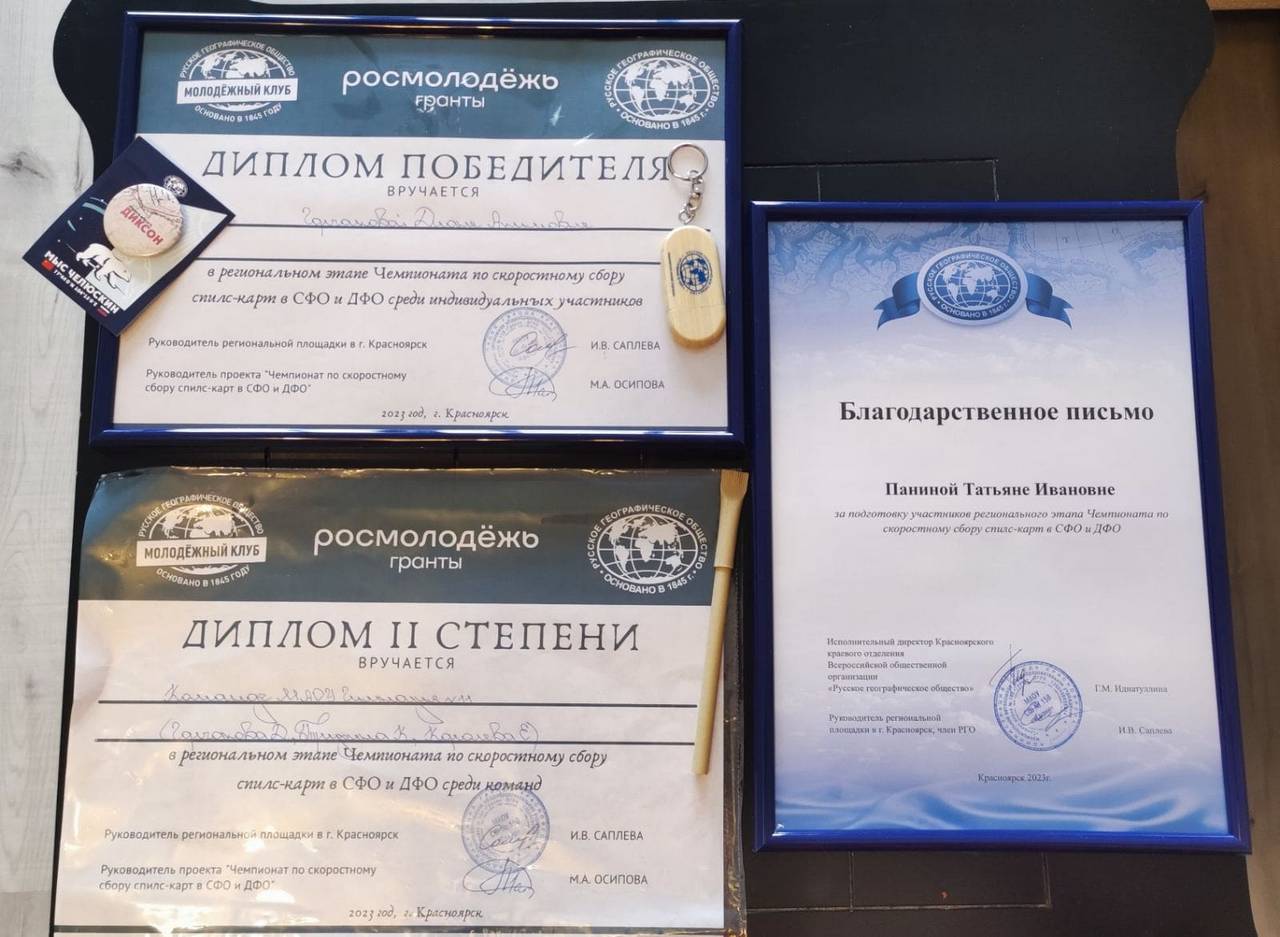 РУССКОЕ ГЕОГРАФИЧЕСКОЕ ОБЩЕСТВО
МОЛОДЁЖНЫЙ КЛУБ
ОСНОВАНО В 1845 ГОДУ
росмолодёжь
гранты
РУССКОЕ ГЕОГРАФИЧЕСКОЕ ОБЩЕСТВО
ОСНОВАНО В 1845 г.
ДИПЛОМ ПОБЕДИТЕЛЯ
ВРУЧАЕТСЯ
в региональном этапе Чемпионата по скоростному сбору
спилс-карт в СФО и ДФО среди индивидуальных участников
Руководитель региональной площадки в г. Красноярск
И.В. САПЛЕВА
Руководитель проекта "Чемпионат по скоростному
сбору спилс-карт в СФО и ДФО"
М.А. ОСИПОВА
2023 год, г. Красноярск
ДИКСОН
МЫС ЧЕЛЮСКИН
РУССКОЕ ГЕОГРАФИЧЕСКОЕ ОБЩЕСТВО
МОЛОДЁЖНЫЙ КЛУБ
ОСНОВАНО В 1845 ГОДУ
росмолодёжь
гранты
РУССКОЕ ГЕОГРАФИЧЕСКОЕ ОБЩЕСТВО
ОСНОВАНО В 1845 г.
ДИПЛОМ II СТЕПЕНИ
ВРУЧАЕТСЯ
Команде МАОУ
в региональном этапе Чемпионата по скоростному сбору
спилс-карт в СФО и ДФО среди команд
Руководитель региональной площадки в г. Красноярск
И.В. САПЛЕВА
Руководитель проекта "Чемпионат по скоростному
сбору спилс-карт в СФО и ДФО"
М.А. ОСИПОВА
2023 год, г. Красноярск
РУССКОЕ ГЕОГРАФИЧЕСКОЕ ОБЩЕСТВО
ОСНОВАНО В 1845 г.
Благодарственное письмо
Паниной Татьяне Ивановне
за подготовку участников регионального этапа Чемпионата по
скоростному сбору спилс-карт в СФО и ДФО
Исполнительный директор Красноярского
краевого отделения
Всероссийской общественной
организации
«Русское географическое общество»
Г.М. Идиатуллина
Руководитель региональной
площадки в г. Красноярск, член РГО
И.В. Саплева
Красноярск 2023г.